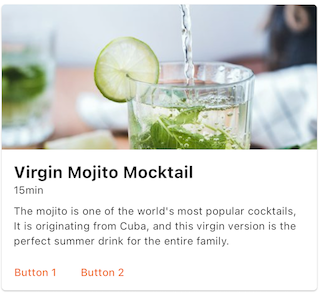 Virgin Mojito Mocktail
15min
The mojito is one of the world's most popular cocktails,
It is originating from Cuba, and this virgin version is the
perfect summer drink for the entire family.
Button 1 Button 2